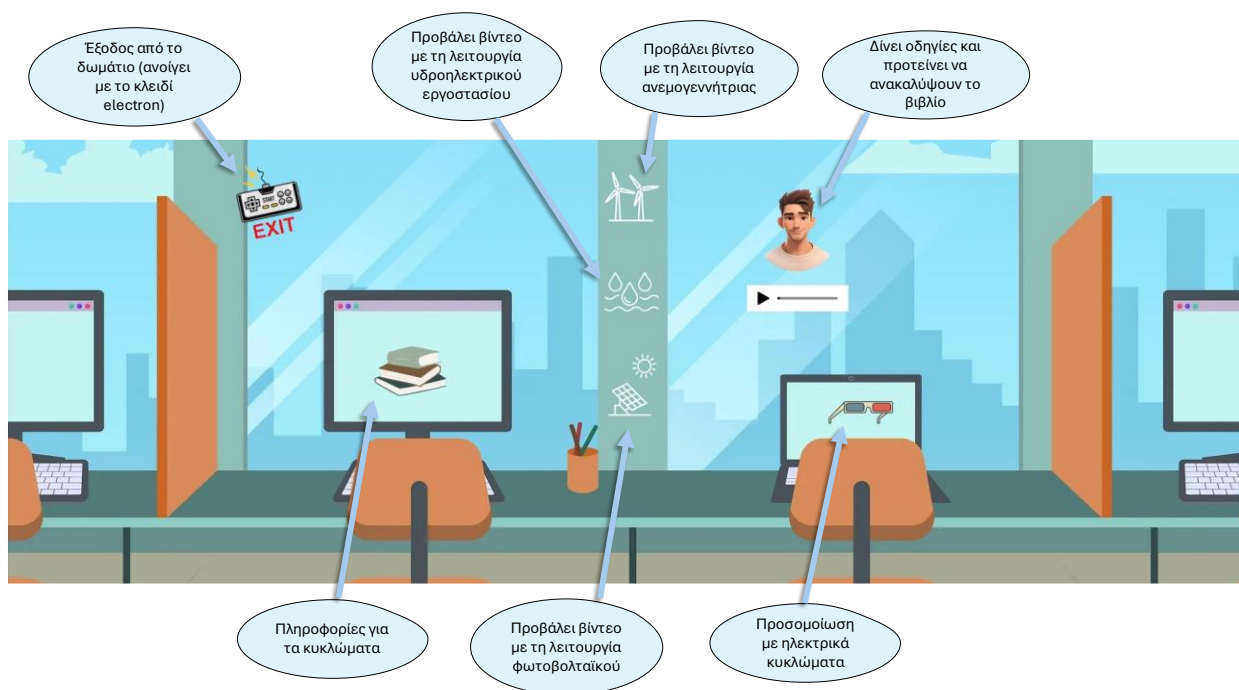 Έξοδος από το
δωμάτιο (ανοίγει
με το κλειδί
electron)
Προβάλει βίντεο
με τη λειτουργία
υδροηλεκτρικού
εργοστασίου
Προβάλει βίντεο
με τη λειτουργία
ανεμογεννήτριας
Δίνει οδηγίες και
προτείνει να
ανακαλύψουν το
βιβλίο
START
EXIT
Πληροφορίες για
τα κυκλώματα
Προβάλει βίντεο
με τη λειτουργία
φωτοβολταϊκού
Προσομοίωση
με ηλεκτρικά
κυκλώματα